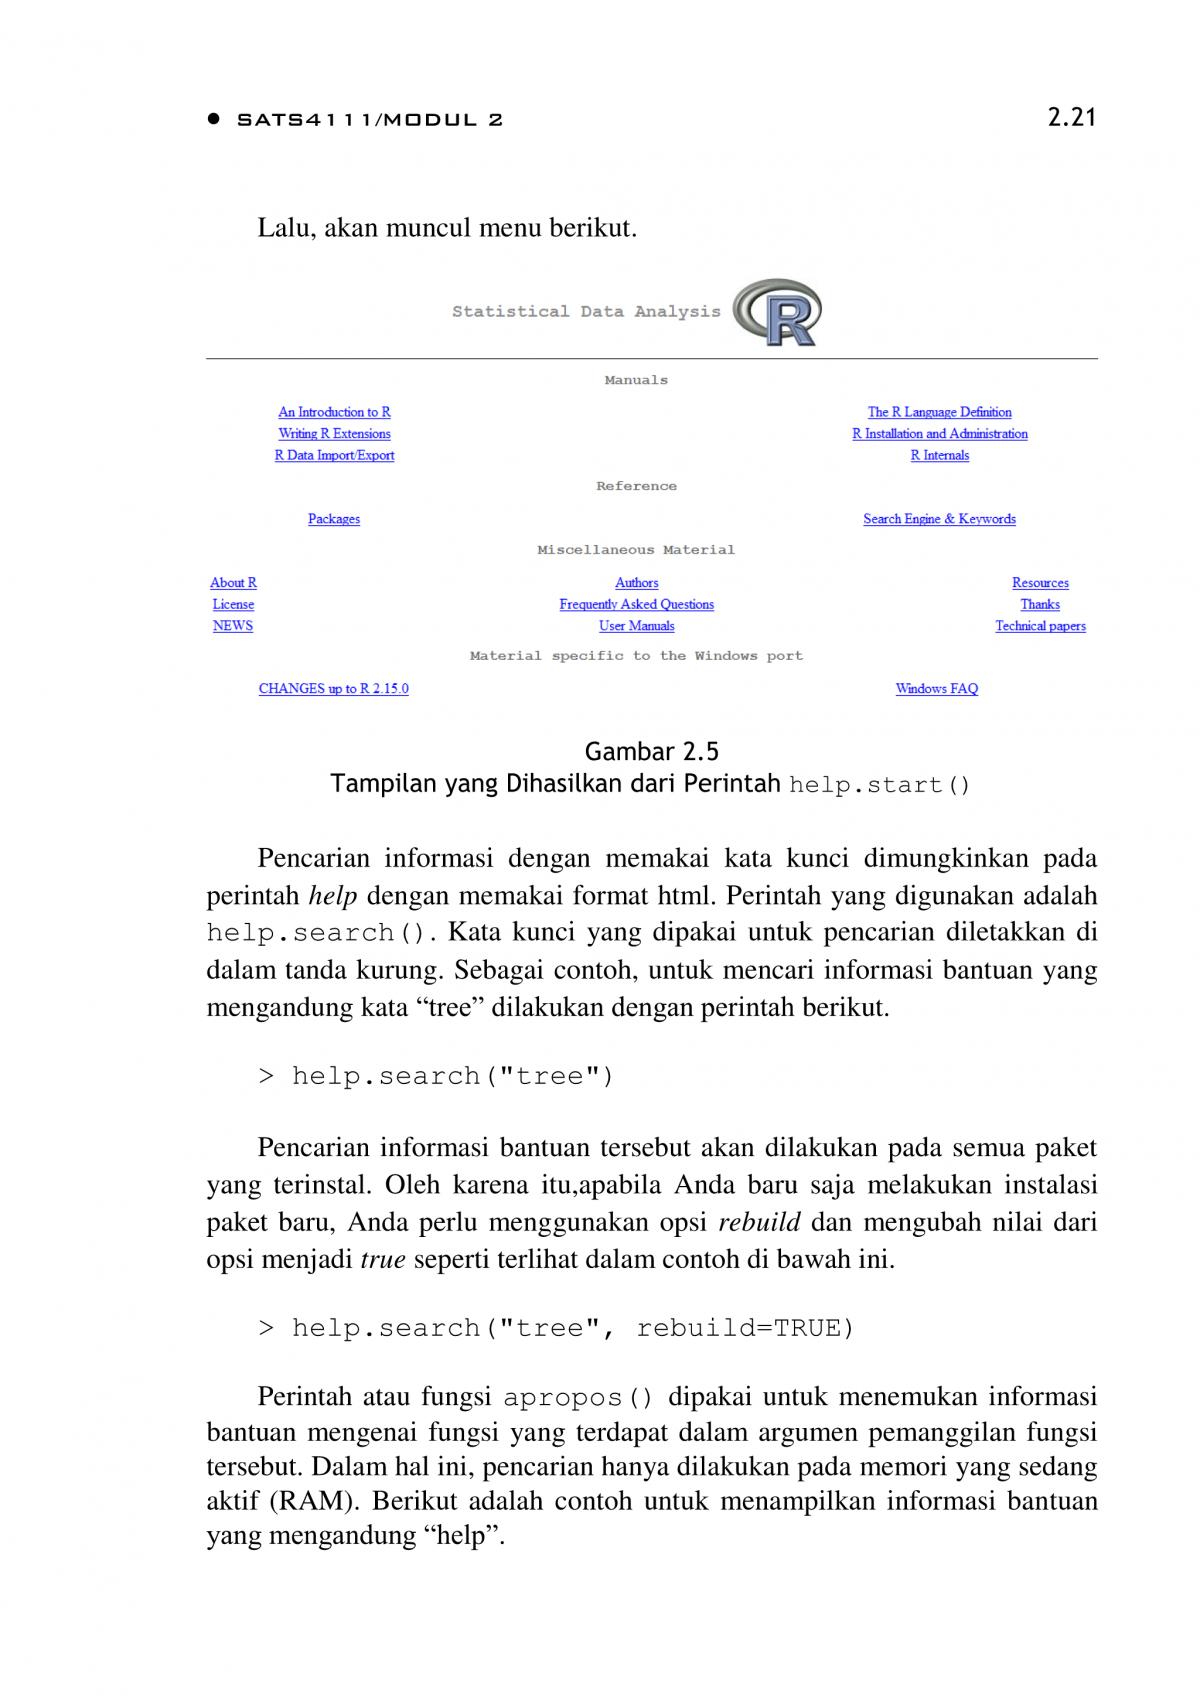 ● SATS4111/MODUL 2 2.21
Lalu, akan muncul menu berikut.
Statistical Data Analysis R
Manuals
An Introduction to R The R Language Definition
Writing R Extensions R Installation and Administration
R Data Import/Export R Internals
Reference
Packages Search Engine & Keywords
Miscellaneous Material
About R Authors Resources
License Frequently Asked Questions Thanks
NEWS User Manuals Technical papers
Material specific to the Windows port
CHANGES up to R 2.15.0 Windows FAQ
Gambar 2.5
Tampilan yang Dihasilkan dari Perintah help.start()
Pencarian informasi dengan memakai kata kunci dimungkinkan pada
perintah help dengan memakai format html. Perintah yang digunakan adalah
help.search(). Kata kunci yang dipakai untuk pencarian diletakkan di
dalam tanda kurung. Sebagai contoh, untuk mencari informasi bantuan yang
mengandung kata “tree” dilakukan dengan perintah berikut.
> help.search("tree")
Pencarian informasi bantuan tersebut akan dilakukan pada semua paket
yang terinstal. Oleh karena itu,apabila Anda baru saja melakukan instalasi
paket baru, Anda perlu menggunakan opsi rebuild dan mengubah nilai dari
opsi menjadi true seperti terlihat dalam contoh di bawah ini.
> help.search("tree", rebuild=TRUE)
Perintah atau fungsi apropos() dipakai untuk menemukan informasi
bantuan mengenai fungsi yang terdapat dalam argumen pemanggilan fungsi
tersebut. Dalam hal ini, pencarian hanya dilakukan pada memori yang sedang
aktif (RAM). Berikut adalah contoh untuk menampilkan informasi bantuan
yang mengandung “help”.